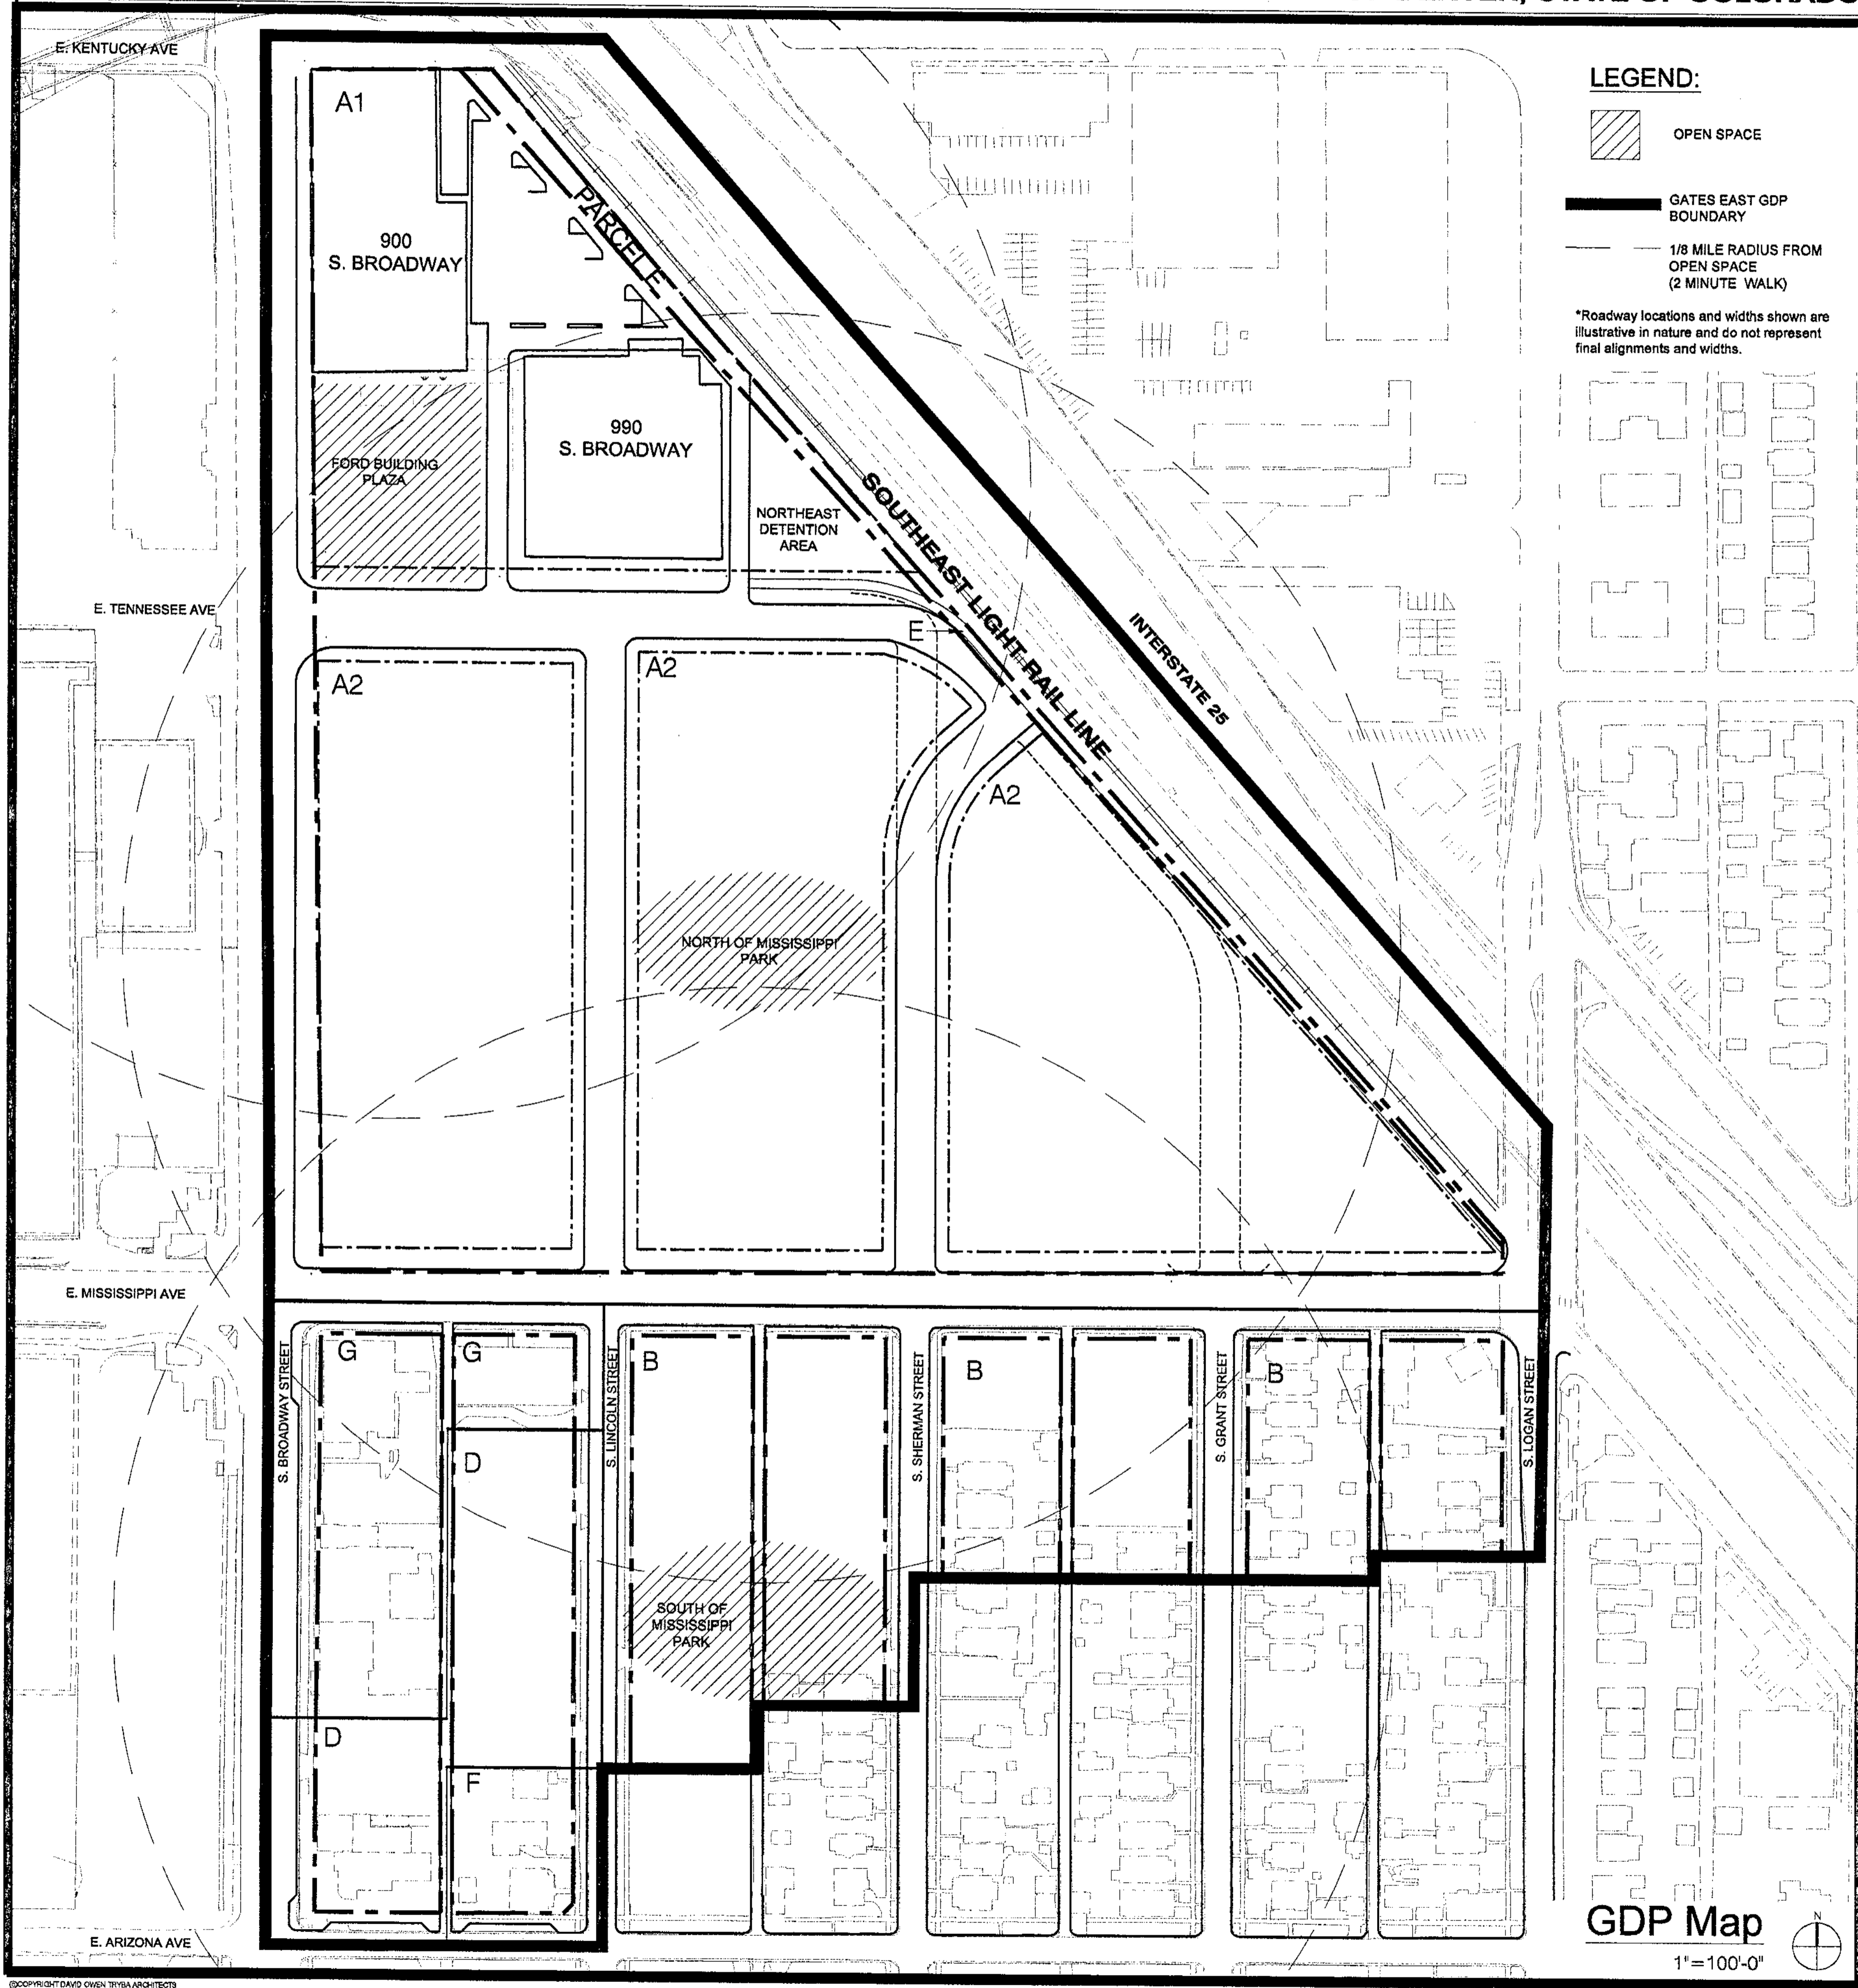 STATE OF COLORADO
E. KENTUCKY AVE
LEGEND:
OPEN SPACE
GATES EAST GDP
BOUNDARY
1/8 MILE RADIUS FROM
OPEN SPACE
(2 MINUTE WALK)
*Roadway locations and widths shown are
illustrative in nature and do not represent
final alignments and widths.
A1
PARCEL E
900
S. BROADWAY
990
S. BROADWAY
FORD BUILDING
PLAZA
NORTHEAST
DETENTION
AREA
SOUTHEAST LIGHT RAIL LINE
INTERSTATE 25
E. TENNESSEE AVE
E
A2
A2
A2
NORTH OF MISSISSIPPI
PARK
E. MISSISSIPPI AVE
S. BROADWAY STREET
G
G
S. LINCOLN STREET
B
S. SHERMAN STREET
B
S. GRANT STREET
B
S. LOGAN STREET
D
SOUTH OF
MISSISSIPPI
PARK
D
F
E. ARIZONA AVE
GDP Map
N
1"=100'-0"
©COPYRIGHT DAVID OWEN TRYBA ARCHITECTS